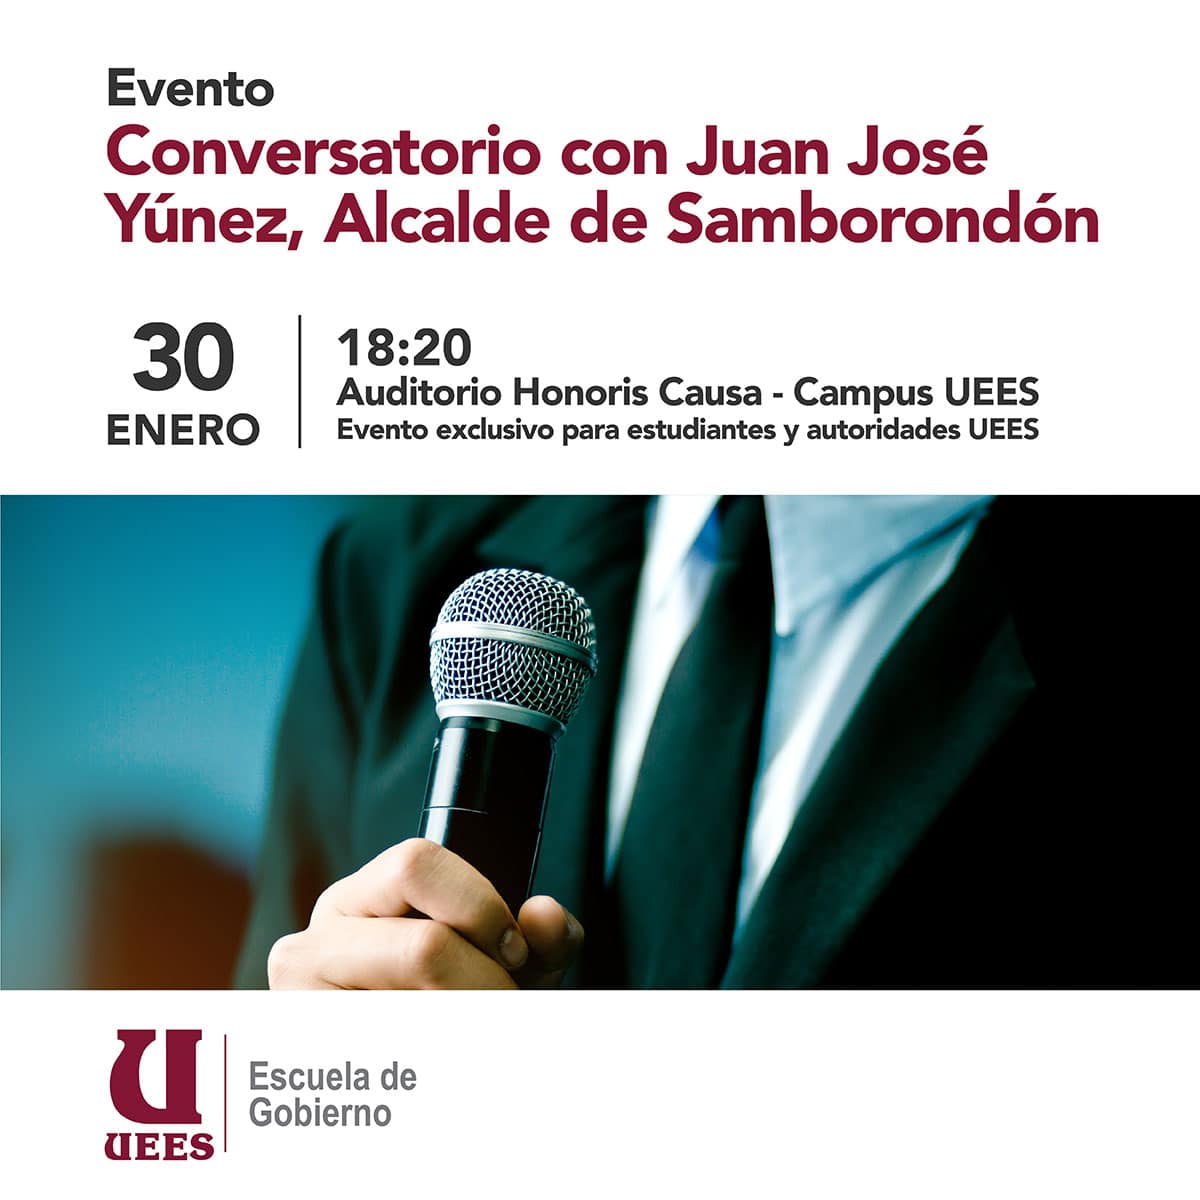 Evento
Conversatorio con Juan José
Yúnez, Alcalde de Samborondón
30
ENERO
18:20
Auditorio Honoris Causa - Campus UEES
Evento exclusivo para estudiantes y autoridades UEES
U
UEES
Escuela de
Gobierno